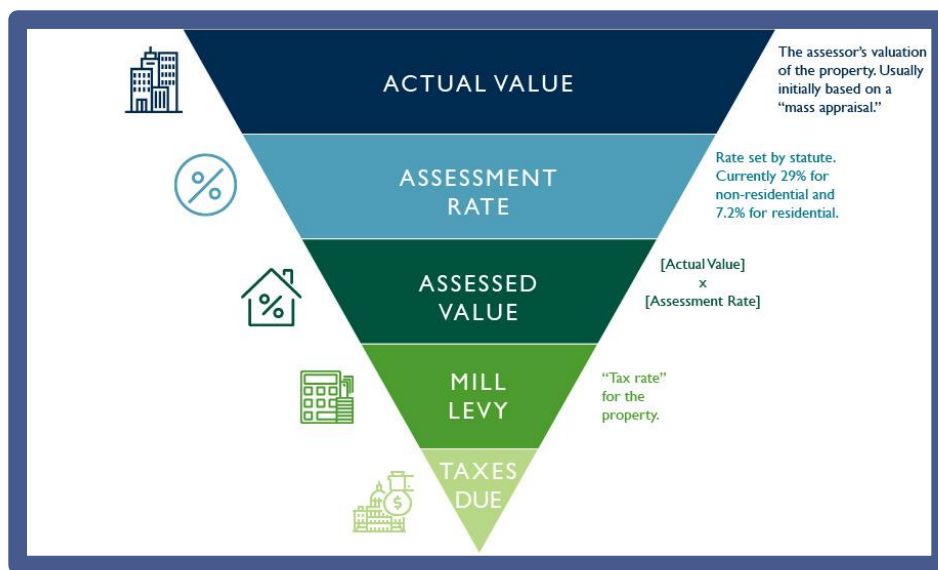 ACTUAL VALUE
The assessor's valuation
of the property. Usually
initially based on a
“mass appraisal.”
%
ASSESSMENT
RATE
Rate set by statute.
Currently 29% for
non-residential and
7.2% for residential.
%
ASSESSED
VALUE
[Actual Value]
x
[Assessment Rate]
MILL
LEVY
“Tax rate”
for the
property.
$
TAXES
DUE